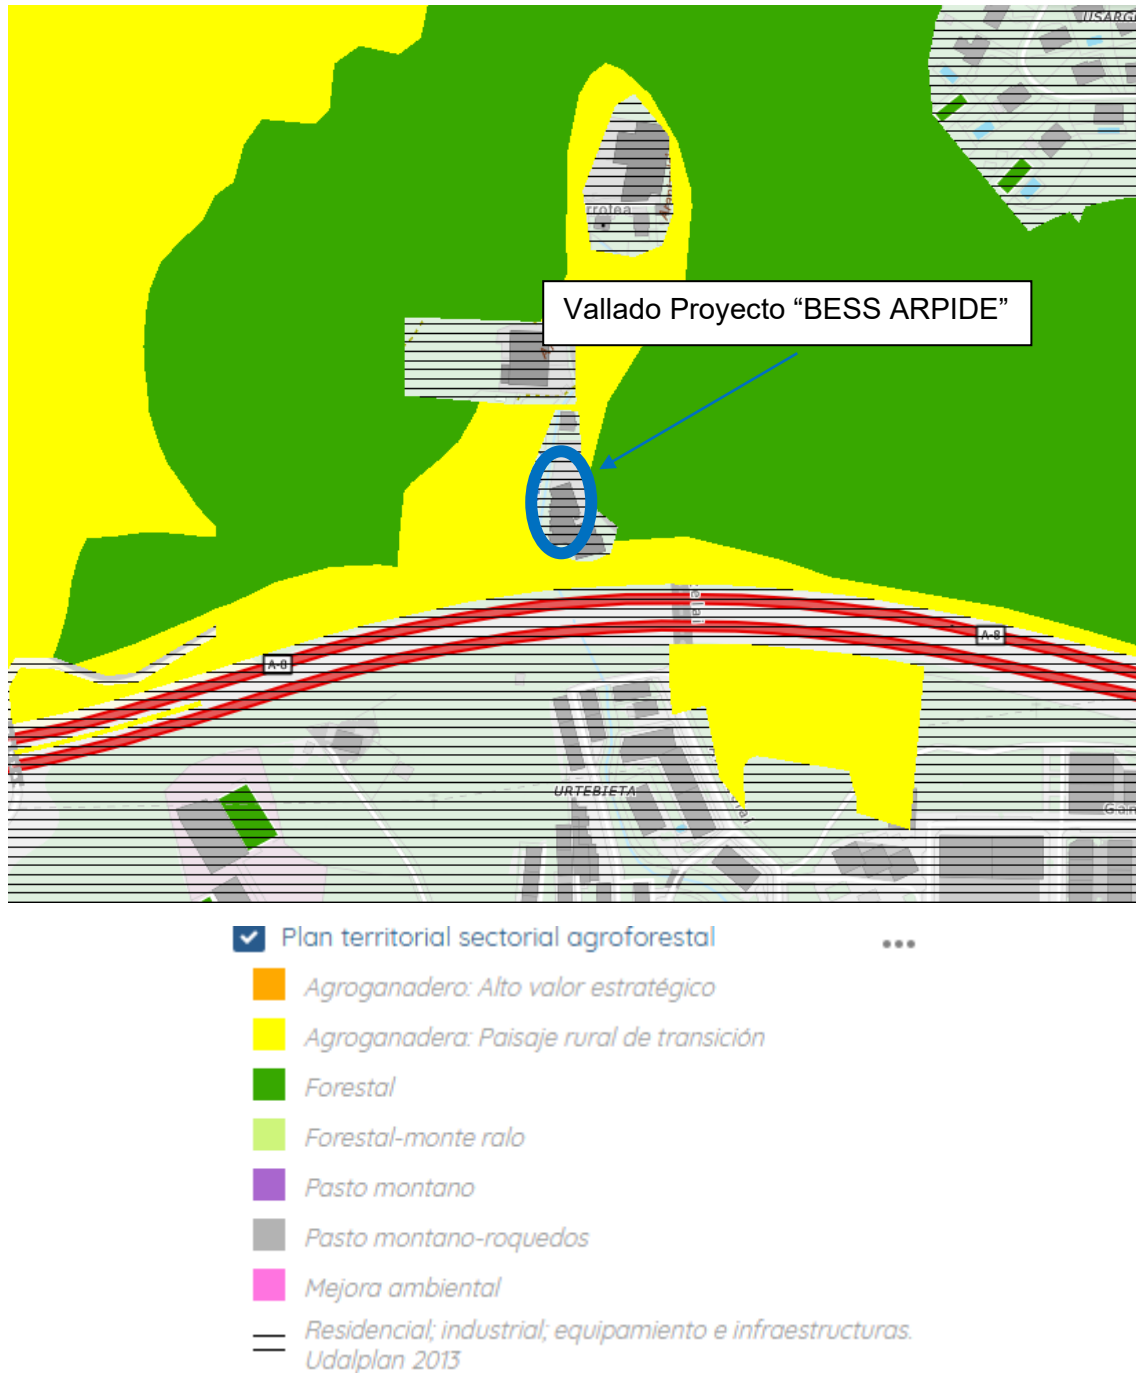 Vallado Proyecto “BESS ARPIDE”
A-8
A-8
URTEBIETA
Plan territorial sectorial agroforestal
Agroganadero: Alto valor estratégico
Agroganadera: Paisaje rural de transición
Forestal
Forestal-monte ralo
Pasto montano
Pasto montano-roquedos
Mejora ambiental
Residencial; industrial; equipamiento e infraestructuras.
Udalplan 2013